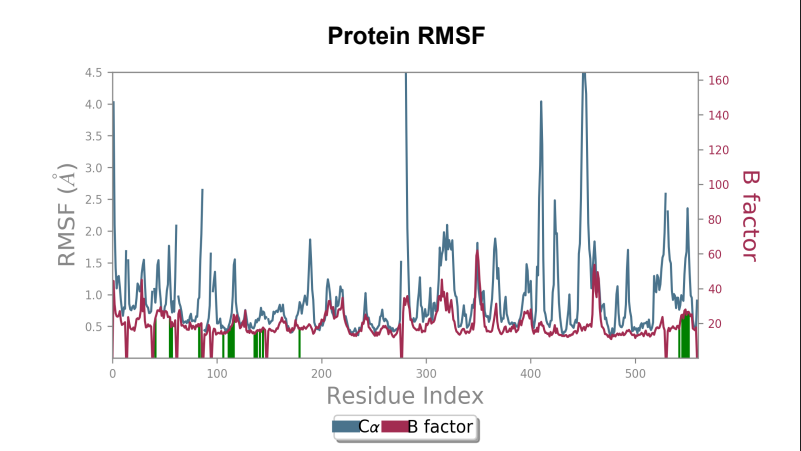 Protein RMSF
4.5
4.0
3.5
3.0
2.5
2.0
1.5
1.0
0.5
RMSF (Å)
160
140
120
100
80
60
40
20
B factor
0 100 200 300 400 500
Residue Index
Cα B factor